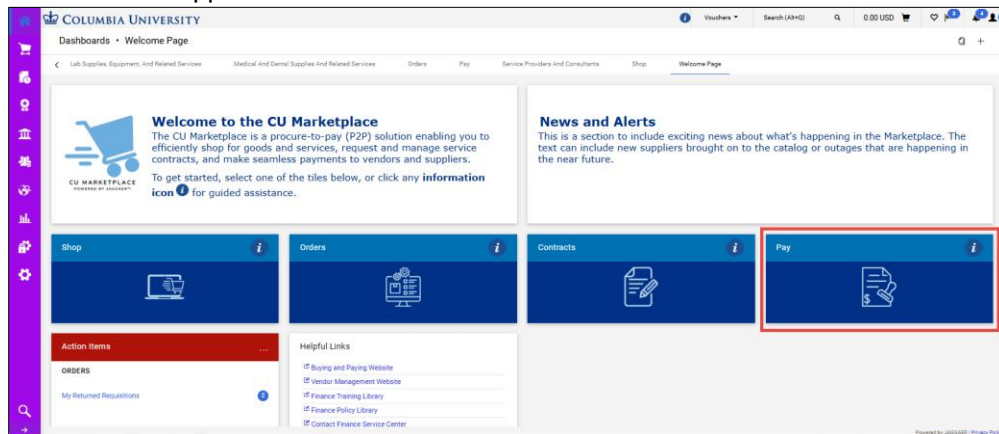 COLUMBIA UNIVERSITY
Vouchers
Search (Alt+Q)
0.00 USD
Dashboards • Welcome Page
Lab Supplies, Equipment, And Related Services
Medical And Dental Supplies And Related Services
Orders
Pay
Service Providers And Consultants
Shop
Welcome Page
Welcome to the CU Marketplace
The CU Marketplace is a procure-to-pay (P2P) solution enabling you to
efficiently shop for goods and services, request and manage service
contracts, and make seamless payments to vendors and suppliers.
To get started, select one of the tiles below, or click any information
icon i for guided assistance.
CU MARKETPLACE
POWERED BY JAGGAER
News and Alerts
This is a section to include exciting news about what's happening in the Marketplace. The
text can include new suppliers brought on to the catalog or outages that are happening in
the near future.
Shop
Orders
Contracts
Pay
Action Items
...
ORDERS
My Returned Requisitions
2
Helpful Links
Buying and Paying Website
Vendor Management Website
Finance Training Library
Finance Policy Library
Contact Finance Service Center
Powered by JAGGAER | Privacy